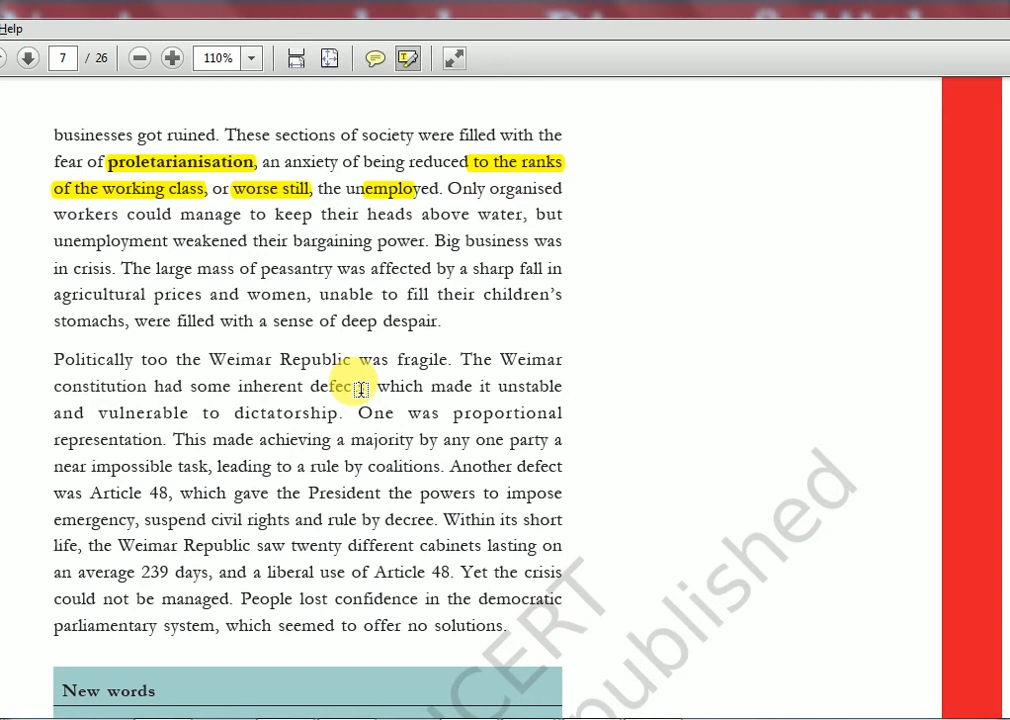 Help
7 / 26 110%
businesses got ruined. These sections of society were filled with the
fear of proletarianisation, an anxiety of being reduced to the ranks
of the working class, or worse still, the unemployed. Only organised
workers could manage to keep their heads above water, but
unemployment weakened their bargaining power. Big business was
in crisis. The large mass of peasantry was affected by a sharp fall in
agricultural prices and women, unable to fill their children’s
stomachs, were filled with a sense of deep despair.
Politically too the Weimar Republic was fragile. The Weimar
constitution had some inherent defects, which made it unstable
and vulnerable to dictatorship. One was proportional
representation. This made achieving a majority by any one party a
near impossible task, leading to a rule by coalitions. Another defect
was Article 48, which gave the President the powers to impose
emergency, suspend civil rights and rule by decree. Within its short
life, the Weimar Republic saw twenty different cabinets lasting on
an average 239 days, and a liberal use of Article 48. Yet the crisis
could not be managed. People lost confidence in the democratic
parliamentary system, which seemed to offer no solutions.
New words
CERT
published